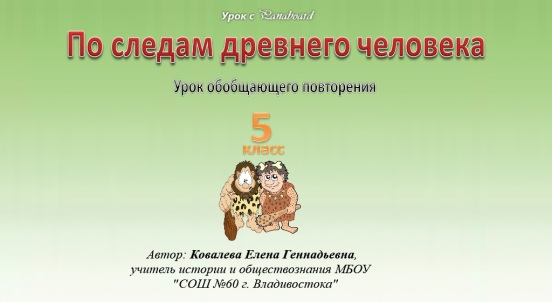 Урок с Panaboard
По следам древнего человека
Урок обобщающего повторения
5
класс
Автор: Ковалева Елена Геннадьевна,
учитель истории и обществознания МБОУ
"СОШ №60 г. Владивостока"